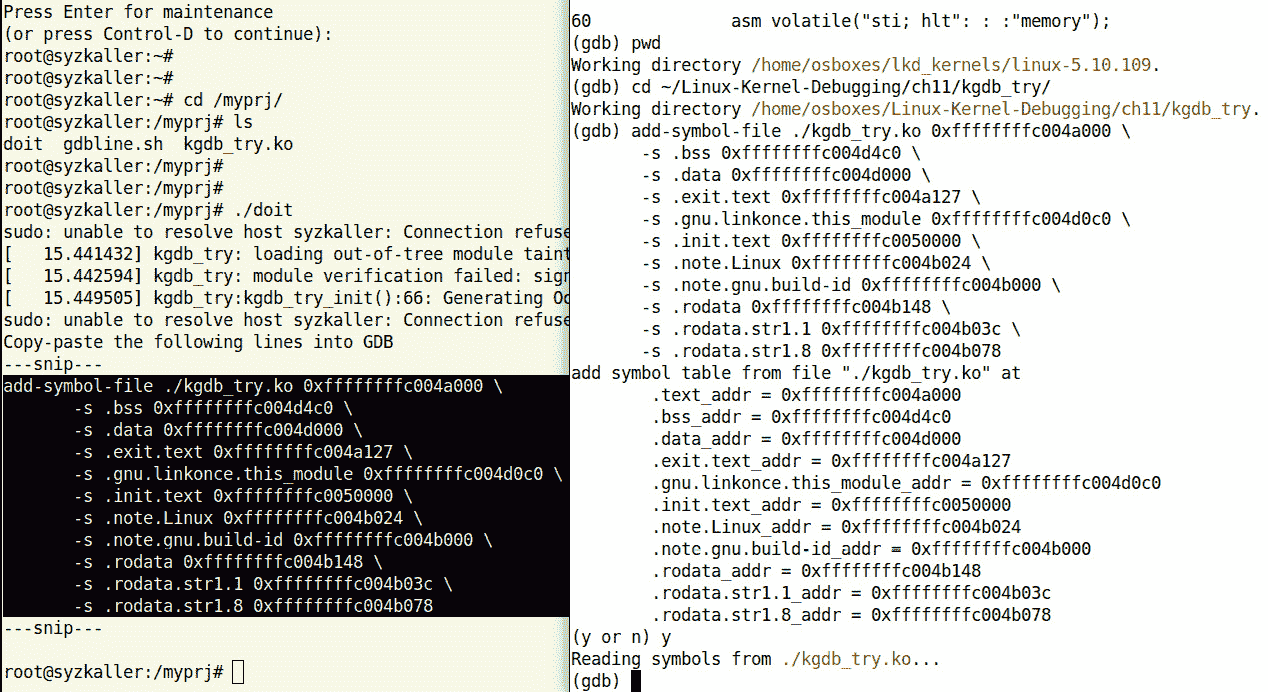 Press Enter for maintenance
(or press Control-D to continue):
root@syzkaller:~#
root@syzkaller:~#
root@syzkaller:~# cd /myprj/
root@syzkaller:/myprj# ls
doit  gdbline.sh  kgdb_try.ko
root@syzkaller:/myprj#
root@syzkaller:/myprj#
root@syzkaller:/myprj# ./doit
sudo: unable to resolve host syzkaller: Connection refuse
[   15.441432] kgdb_try: loading out-of-tree module taint
[   15.442594] kgdb_try: module verification failed: sign
[   15.449505] kgdb_try:kgdb_try_init():66: Generating Oo
sudo: unable to resolve host syzkaller: Connection refuse
Copy-paste the following lines into GDB
---snip---
add-symbol-file ./kgdb_try.ko 0xffffffffc004a000 \
       -s .bss 0xffffffffc004d4c0 \
       -s .data 0xffffffffc004d000 \
       -s .exit.text 0xffffffffc004a127 \
       -s .gnu.linkonce.this_module 0xffffffffc004d0c0 \
       -s .init.text 0xffffffffc0050000 \
       -s .note.Linux 0xffffffffc004b024 \
       -s .note.gnu.build-id 0xffffffffc004b000 \
       -s .rodata 0xffffffffc004b148 \
       -s .rodata.str1.1 0xffffffffc004b03c \
       -s .rodata.str1.8 0xffffffffc004b078
---snip---
root@syzkaller:/myprj#
60              asm volatile("sti; hlt": : :"memory");
(gdb) pwd
Working directory /home/osboxes/lkd_kernels/linux-5.10.109.
(gdb) cd ~/Linux-Kernel-Debugging/ch11/kgdb_try/
Working directory /home/osboxes/Linux-Kernel-Debugging/ch11/kgdb_try.
(gdb) add-symbol-file ./kgdb_try.ko 0xffffffffc004a000 \
       -s .bss 0xffffffffc004d4c0 \
       -s .data 0xffffffffc004d000 \
       -s .exit.text 0xffffffffc004a127 \
       -s .gnu.linkonce.this_module 0xffffffffc004d0c0 \
       -s .init.text 0xffffffffc0050000 \
       -s .note.Linux 0xffffffffc004b024 \
       -s .note.gnu.build-id 0xffffffffc004b000 \
       -s .rodata 0xffffffffc004b148 \
       -s .rodata.str1.1 0xffffffffc004b03c \
       -s .rodata.str1.8 0xffffffffc004b078
add symbol table from file "./kgdb_try.ko" at
        .text_addr = 0xffffffffc004a000
        .bss_addr = 0xffffffffc004d4c0
        .data_addr = 0xffffffffc004d000
        .exit.text_addr = 0xffffffffc004a127
        .gnu.linkonce.this_module_addr = 0xffffffffc004d0c0
        .init.text_addr = 0xffffffffc0050000
        .note.Linux_addr = 0xffffffffc004b024
        .note.gnu.build-id_addr = 0xffffffffc004b000
        .rodata_addr = 0xffffffffc004b148
        .rodata.str1.1_addr = 0xffffffffc004b03c
        .rodata.str1.8_addr = 0xffffffffc004b078
(y or n) y
Reading symbols from ./kgdb_try.ko...
(gdb)